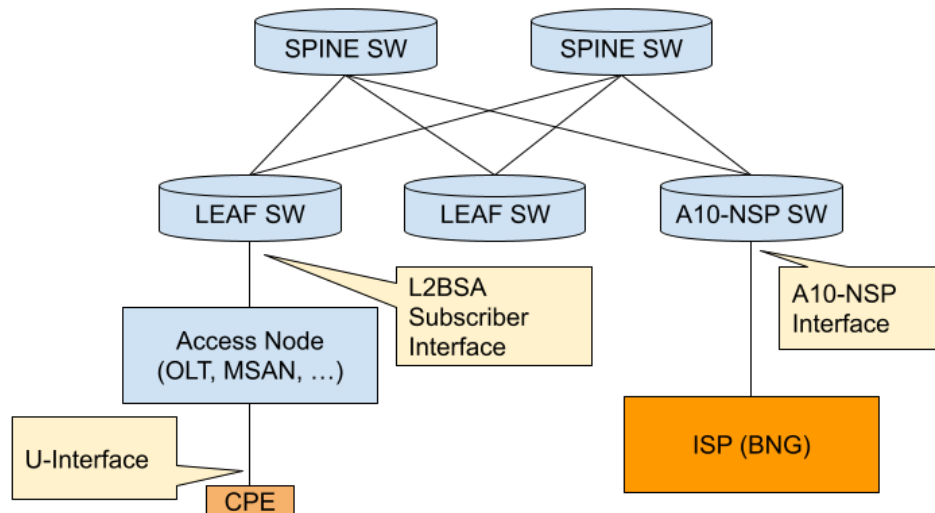 SPINE SW
SPINE SW
LEAF SW
LEAF SW
A10-NSP SW
L2BSA
Subscriber
Interface
A10-NSP
Interface
Access Node
(OLT, MSAN, …)
ISP (BNG)
U-Interface
CPE